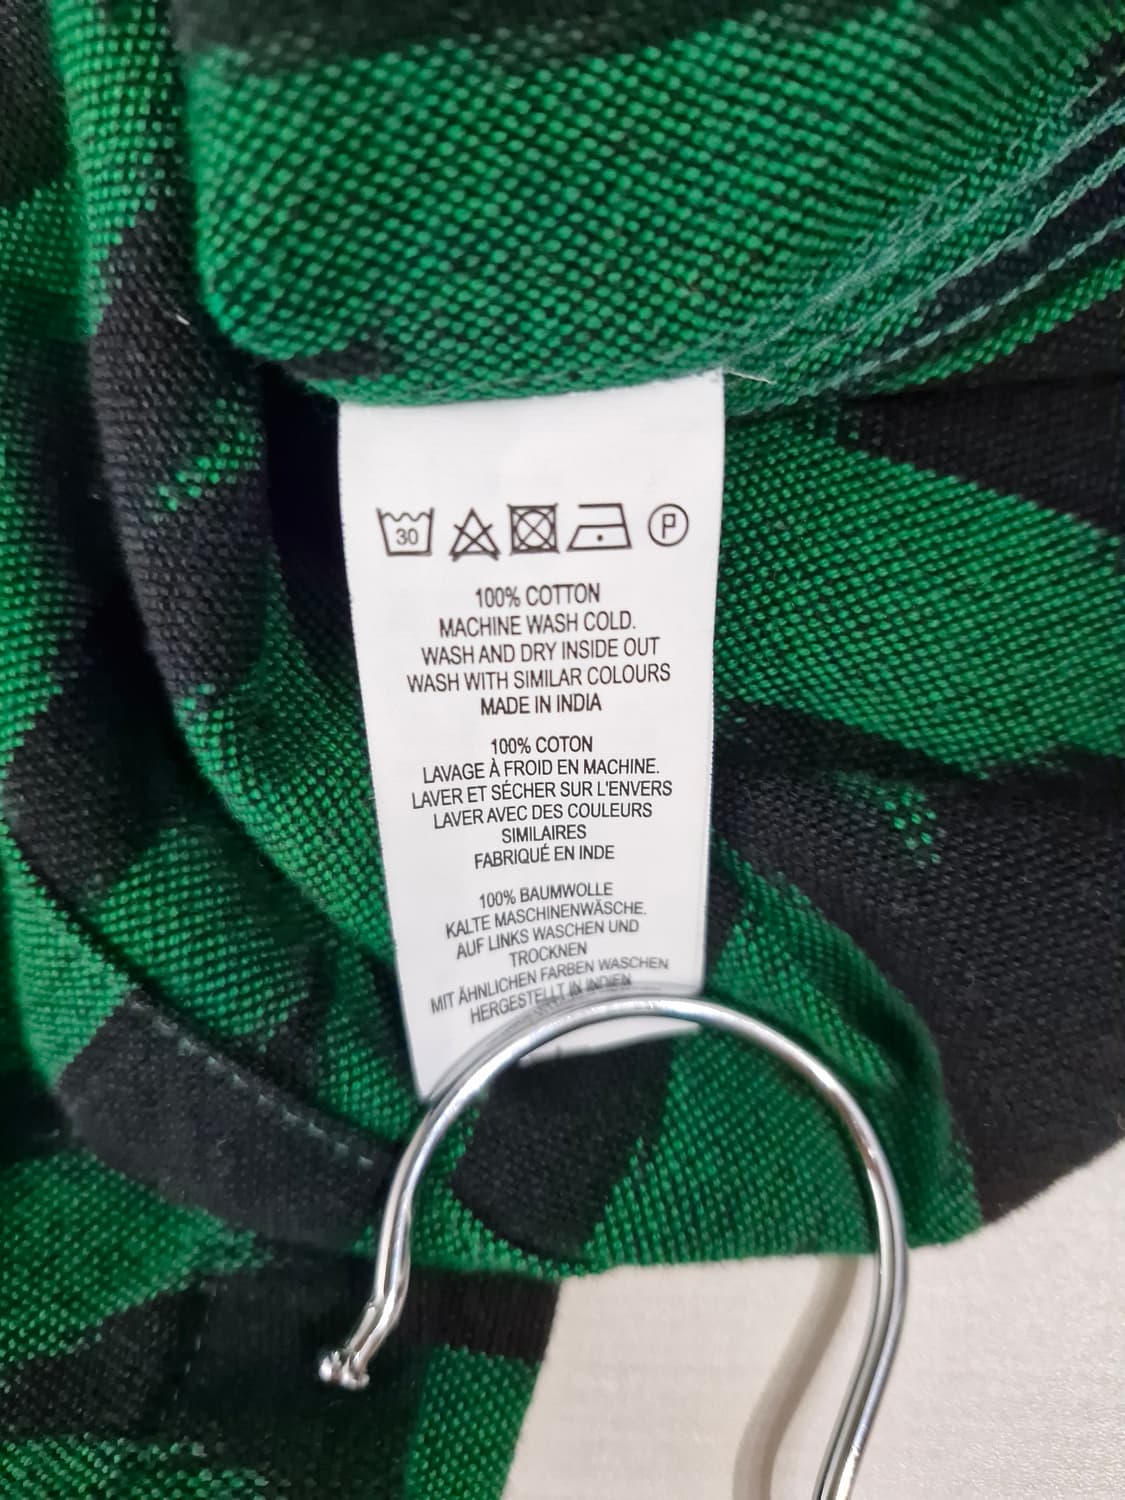 30
P
100% COTTON
MACHINE WASH COLD.
WASH AND DRY INSIDE OUT
WASH WITH SIMILAR COLOURS
MADE IN INDIA
100% COTON
LAVAGE À FROID EN MACHINE.
LAVER ET SÉCHER SUR L'ENVERS
LAVER AVEC DES COULEURS
SIMILAIRES
FABRIQUÉ EN INDE
100% BAUMWOLLE
KALTE MASCHINENWÄSCHE.
AUF LINKS WASCHEN UND
TROCKNEN
MIT ÄHNLICHEN FARBEN WASCHEN
HERGESTELLT IN INDIEN